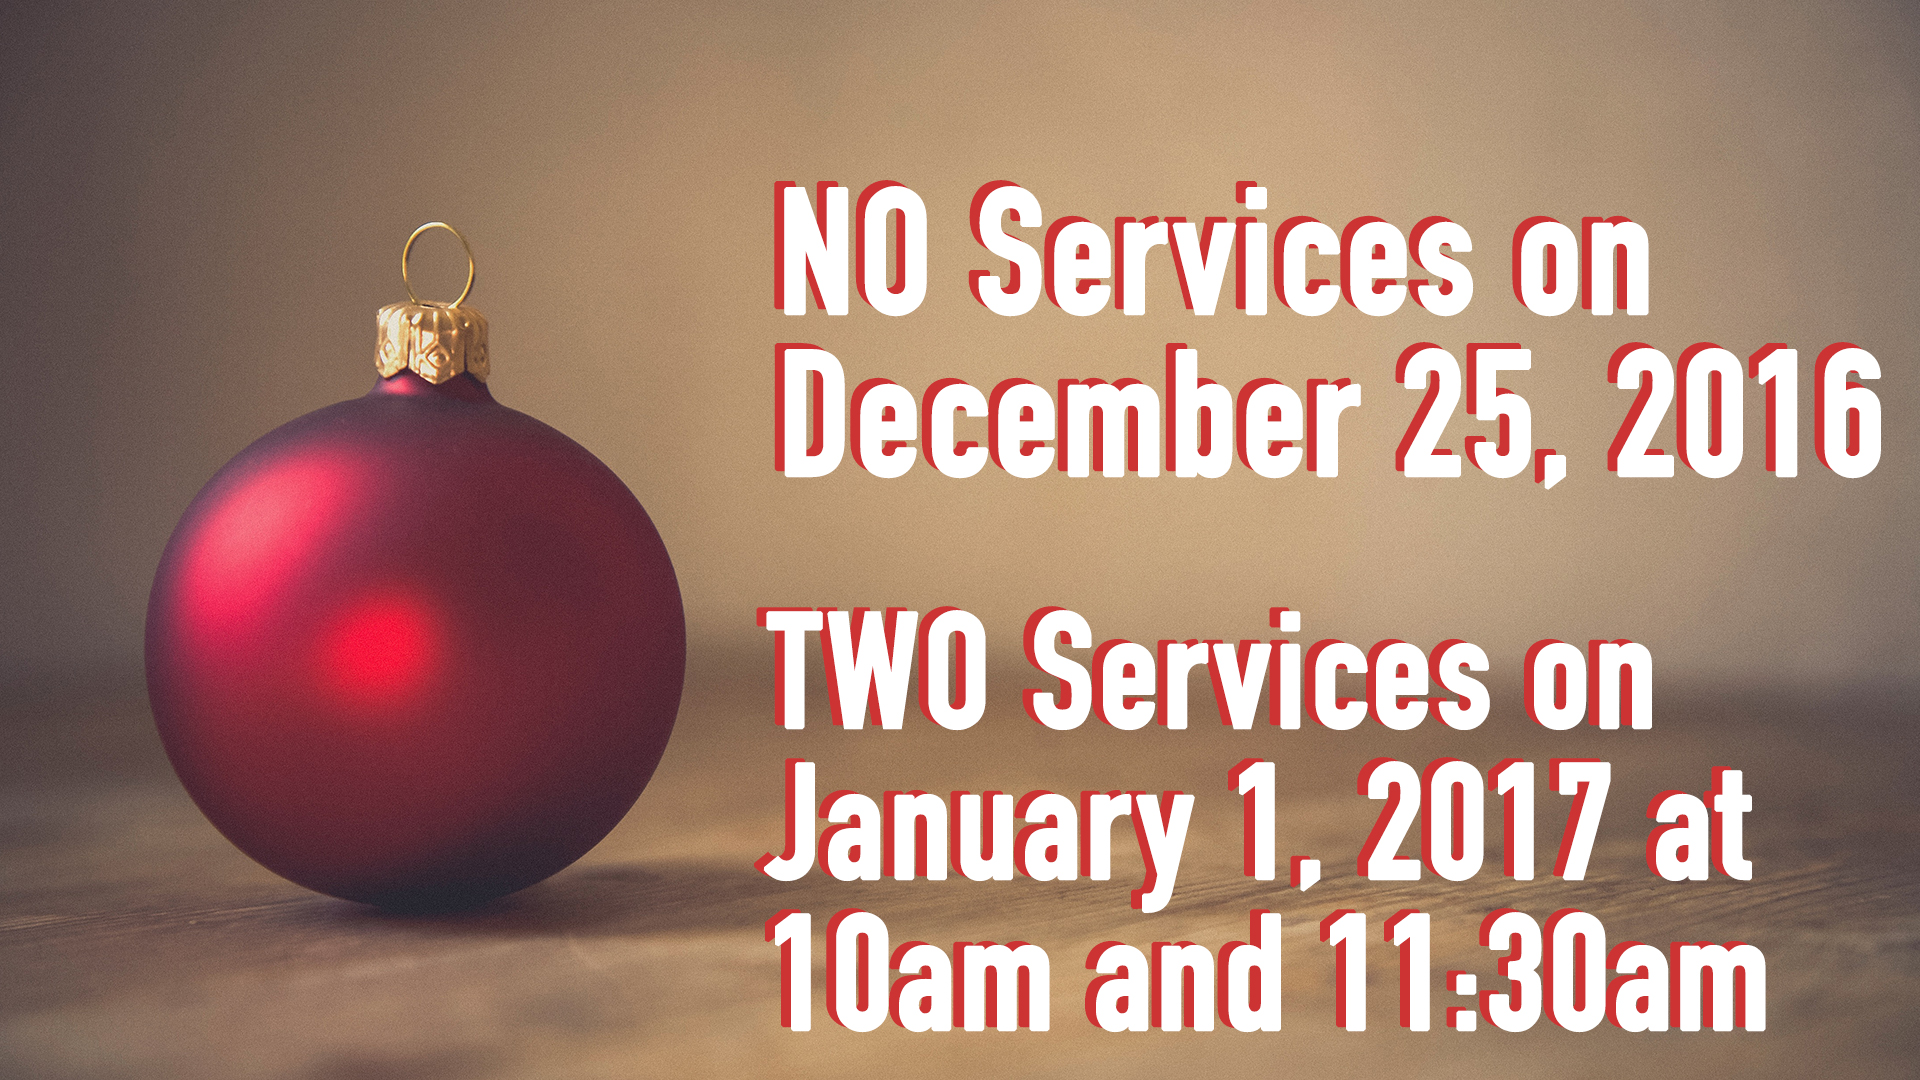 NO Services on
December 25, 2016
TWO Services on
January 1, 2017 at
10am and 11:30am